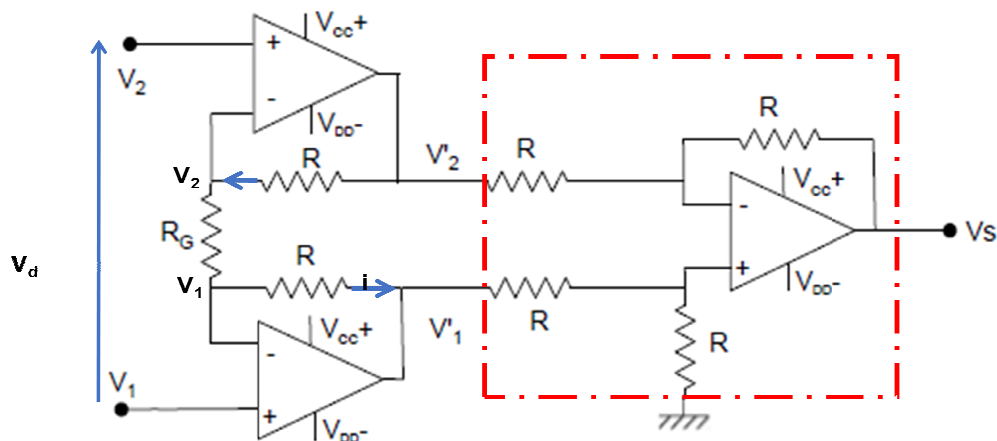 Vcc+
+
V2
-
VDD-
R
R
V'2
R
V2
Vcc+
-
RG
Vs
Vd
R
i
+
V1
R
VDD-
V'1
Vcc+
R
-
V1
+
VDD-